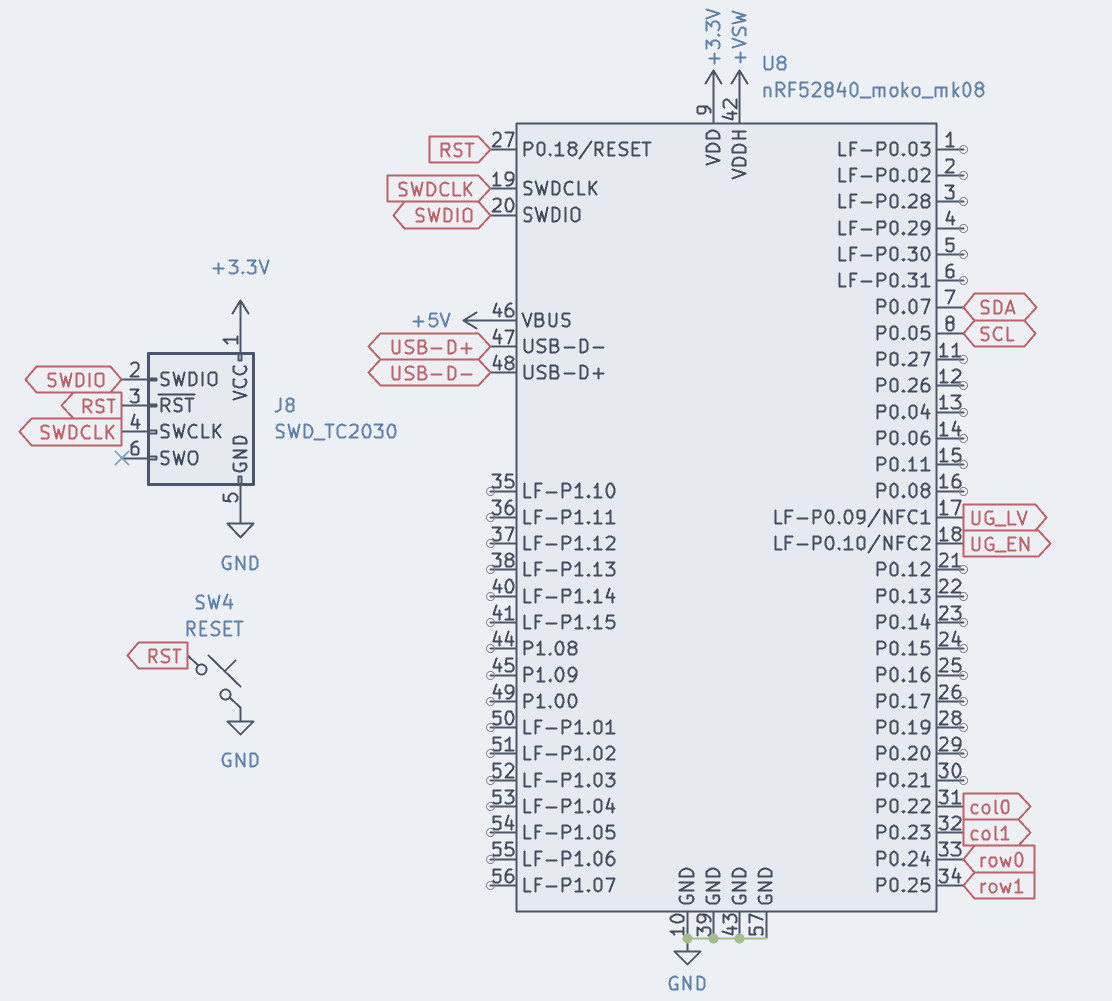 +3.3V
+VSW
U8
nRF52840_moko_mk08
9
42
VDD
VDDH
RST 27 P0.18/RESET
SWDCLK 19 SWDCLK
SWDIO 20 SWDIO
+5V 46 VBUS
USB-D+ 47 USB-D-
USB-D- 48 USB-D+
35 LF-P1.10
36 LF-P1.11
37 LF-P1.12
38 LF-P1.13
40 LF-P1.14
41 LF-P1.15
44 P1.08
45 P1.09
49 P1.00
50 LF-P1.01
51 LF-P1.02
52 LF-P1.03
53 LF-P1.04
54 LF-P1.05
55 LF-P1.06
56 LF-P1.07
LF-P0.03 1
LF-P0.02 2
LF-P0.28 3
LF-P0.29 4
LF-P0.30 5
LF-P0.31 6
P0.07 7 SDA
P0.05 8 SCL
P0.27 11
P0.26 12
P0.04 13
P0.06 14
P0.11 15
P0.08 16
LF-P0.09/NFC1 17 UG_LV
LF-P0.10/NFC2 18 UG_EN
P0.12 21
P0.13 22
P0.14 23
P0.15 24
P0.16 25
P0.17 26
P0.19 28
P0.20 29
P0.21 30
P0.22 31 col0
P0.23 32 col1
P0.24 33 row0
P0.25 34 row1
GND GND GND GND
10 39 43 57
GND
+3.3V
1
VCC
SWDIO 2 SWDIO
RST 3 RST
SWDCLK 4 SWCLK
6 SWO
GND
5
GND
J8
SWD_TC2030
SW4
RESET
RST
GND